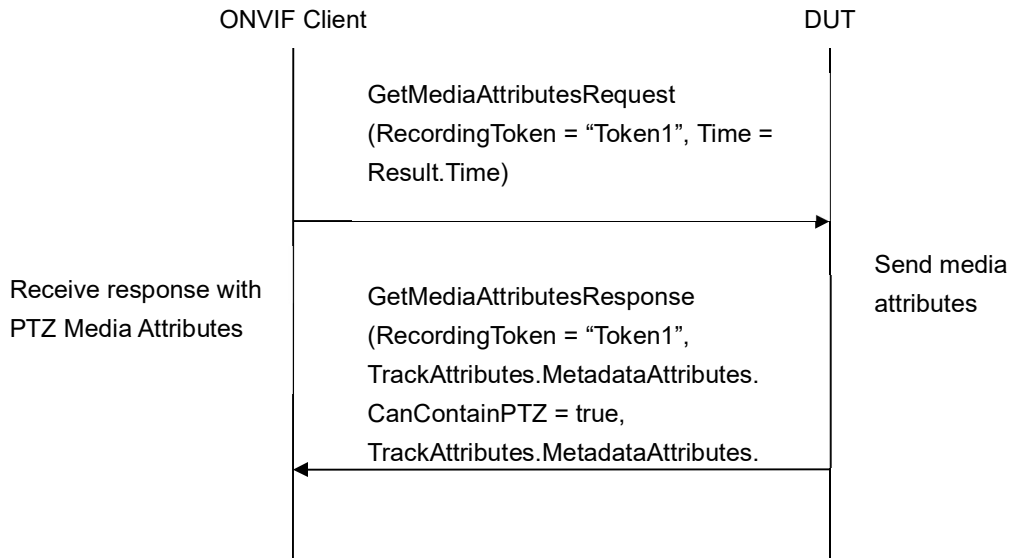 ONVIF Client
DUT
GetMediaAttributesRequest
(RecordingToken = “Token1”, Time =
Result.Time)
Send media
attributes
Receive response with
PTZ Media Attributes
GetMediaAttributesResponse
(RecordingToken = “Token1”,
TrackAttributes.MetadataAttributes.
CanContainPTZ = true,
TrackAttributes.MetadataAttributes.